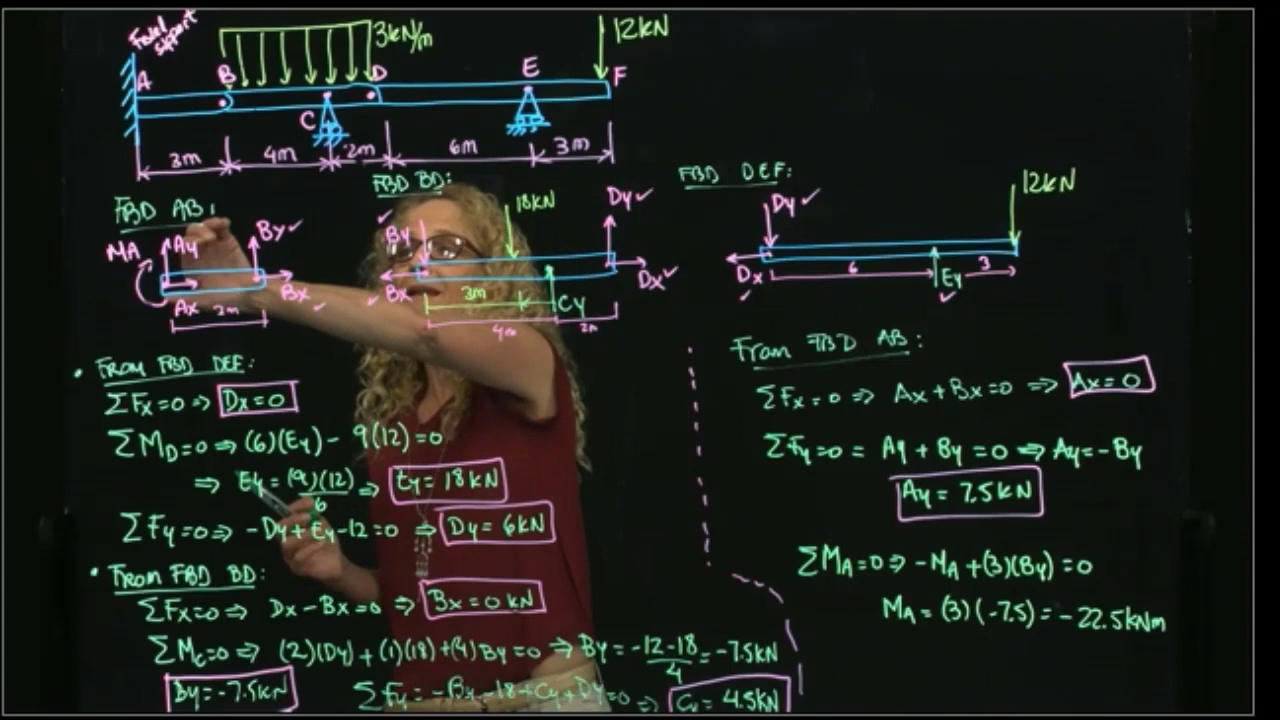 Fixed support
3kN/m
12kN
A B C D E F
3m 4m 2m 6m 3m
FBD AB:
MA Ay By
Ax Bx
3m
FBD BD:
18kN Dy
By
Bx Dx
3m Cy
4m 2m
FBD DEF:
Dy 12kN
Dx 6 Ey 3
• From FBD DEF:
ΣFx=0 ⇒ Dx=0
ΣM_D=0 ⇒ (6)(Ey) - 9(12)=0
⇒ Ey = (9)(12)/6 ⇒ Ey=18kN
ΣFy=0 ⇒ -Dy+Ey-12=0 ⇒ Dy=6kN
• From FBD BD:
ΣFx=0 ⇒ Dx-Bx=0 ⇒ Bx=0 kN
ΣMc=0 ⇒ (2)(Dy)+(1)(18)+(4)By=0 ⇒ By = -12-18/4 = -7.5kN
By=-7.5kN
ΣFy = -By-18+Cy+Dy=0 ⇒ Cy=4.5kN
From FBD AB:
ΣFx=0 ⇒ Ax+Bx=0 ⇒ Ax=0
ΣFy=0 = Ay+By=0 ⇒ Ay=-By
Ay=7.5kN
ΣM_A=0 ⇒ -M_A+(3)(By)=0
M_A = (3)(-7.5) = -22.5kNm